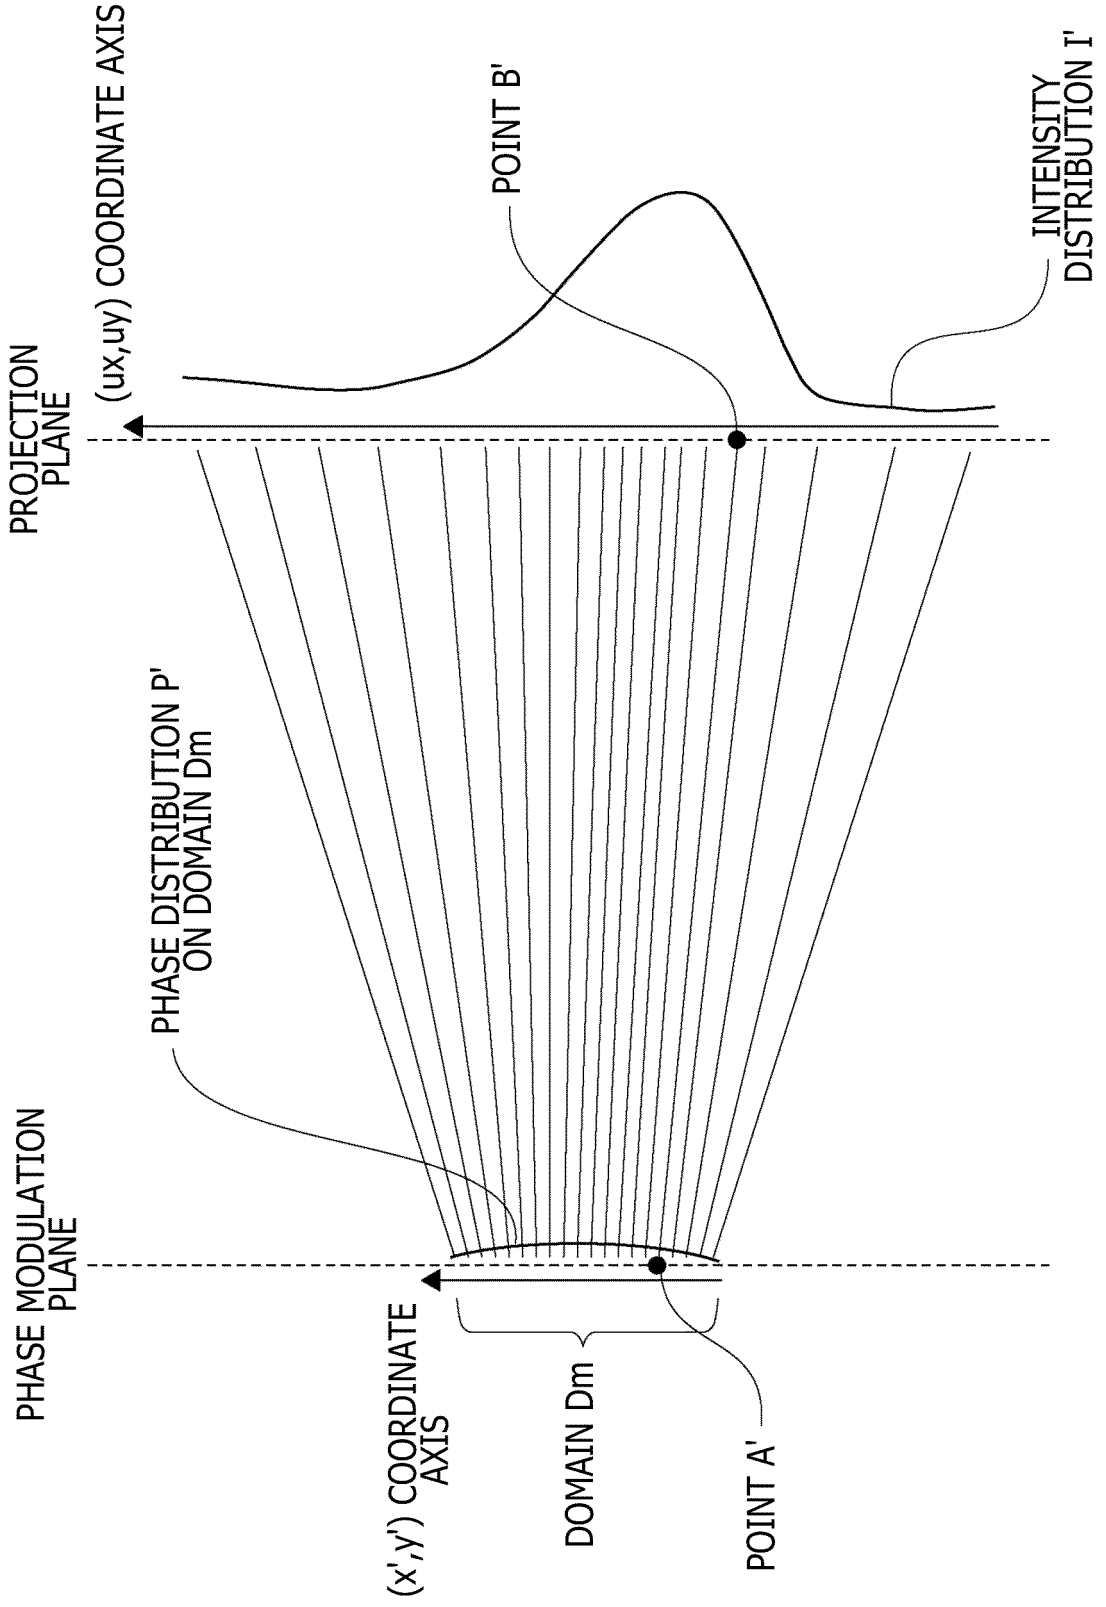 PHASE MODULATION
PLANE
PROJECTION
PLANE
PHASE DISTRIBUTION P'
ON DOMAIN Dm
(ux,uy) COORDINATE AXIS
(x',y') COORDINATE
AXIS
DOMAIN Dm
POINT A'
POINT B'
INTENSITY
DISTRIBUTION I'